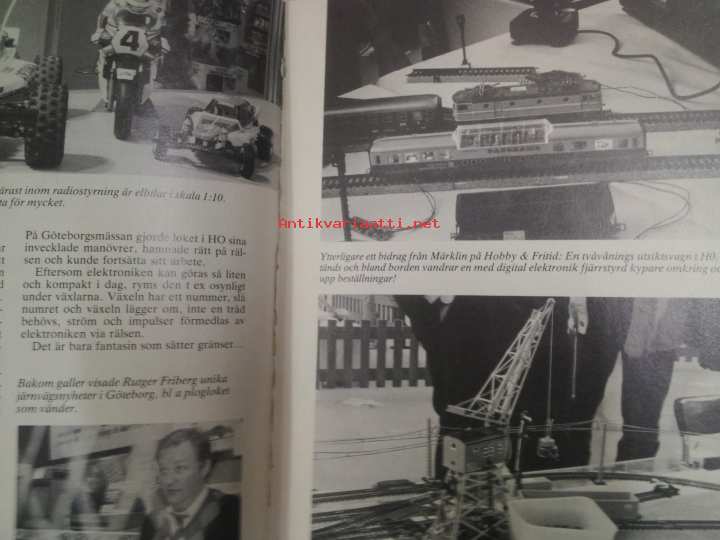 4
ärast inom radiostyrning är elbilar i skala 1:10.
ta för mycket.
På Göteborgsmässan gjorde loket i HO sina
invecklade manövrer, hamnade rätt på räl-
sen och kunde fortsätta sitt arbete.
Eftersom elektroniken kan göras så liten
och kompakt i dag, ryms den t ex osynligt
under växlarna. Växeln har ett nummer, slå
numret och växeln lägger om, inte en tråd
behövs, ström och impulser förmedlas av
elektroniken via rälsen.
Det är bara fantasin som sätter gränser...
Bakom galler visade Rutger Friberg unika
järnvägsnyheter i Göteborg, bl a plogloket
som vänder.
PANORAMA
Antikvariaatti.net
Ytterligare ett bidrag från Märklin på Hobby & Fritid: En tvåvånings utsiktsvagn i H0,
tänds och bland borden vandrar en med digital elektronik fjärrstyrd kypare omkring oc
upp beställningar!